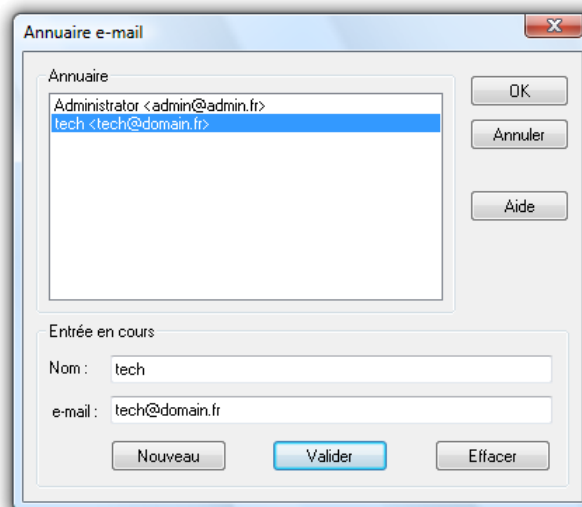 Annuaire e-mail
Annuaire
Administrator <admin@admin.fr>
tech <tech@domain.fr>
OK
Annuler
Aide
Entrée en cours
Nom :
tech
e-mail :
tech@domain.fr
Nouveau
Valider
Effacer